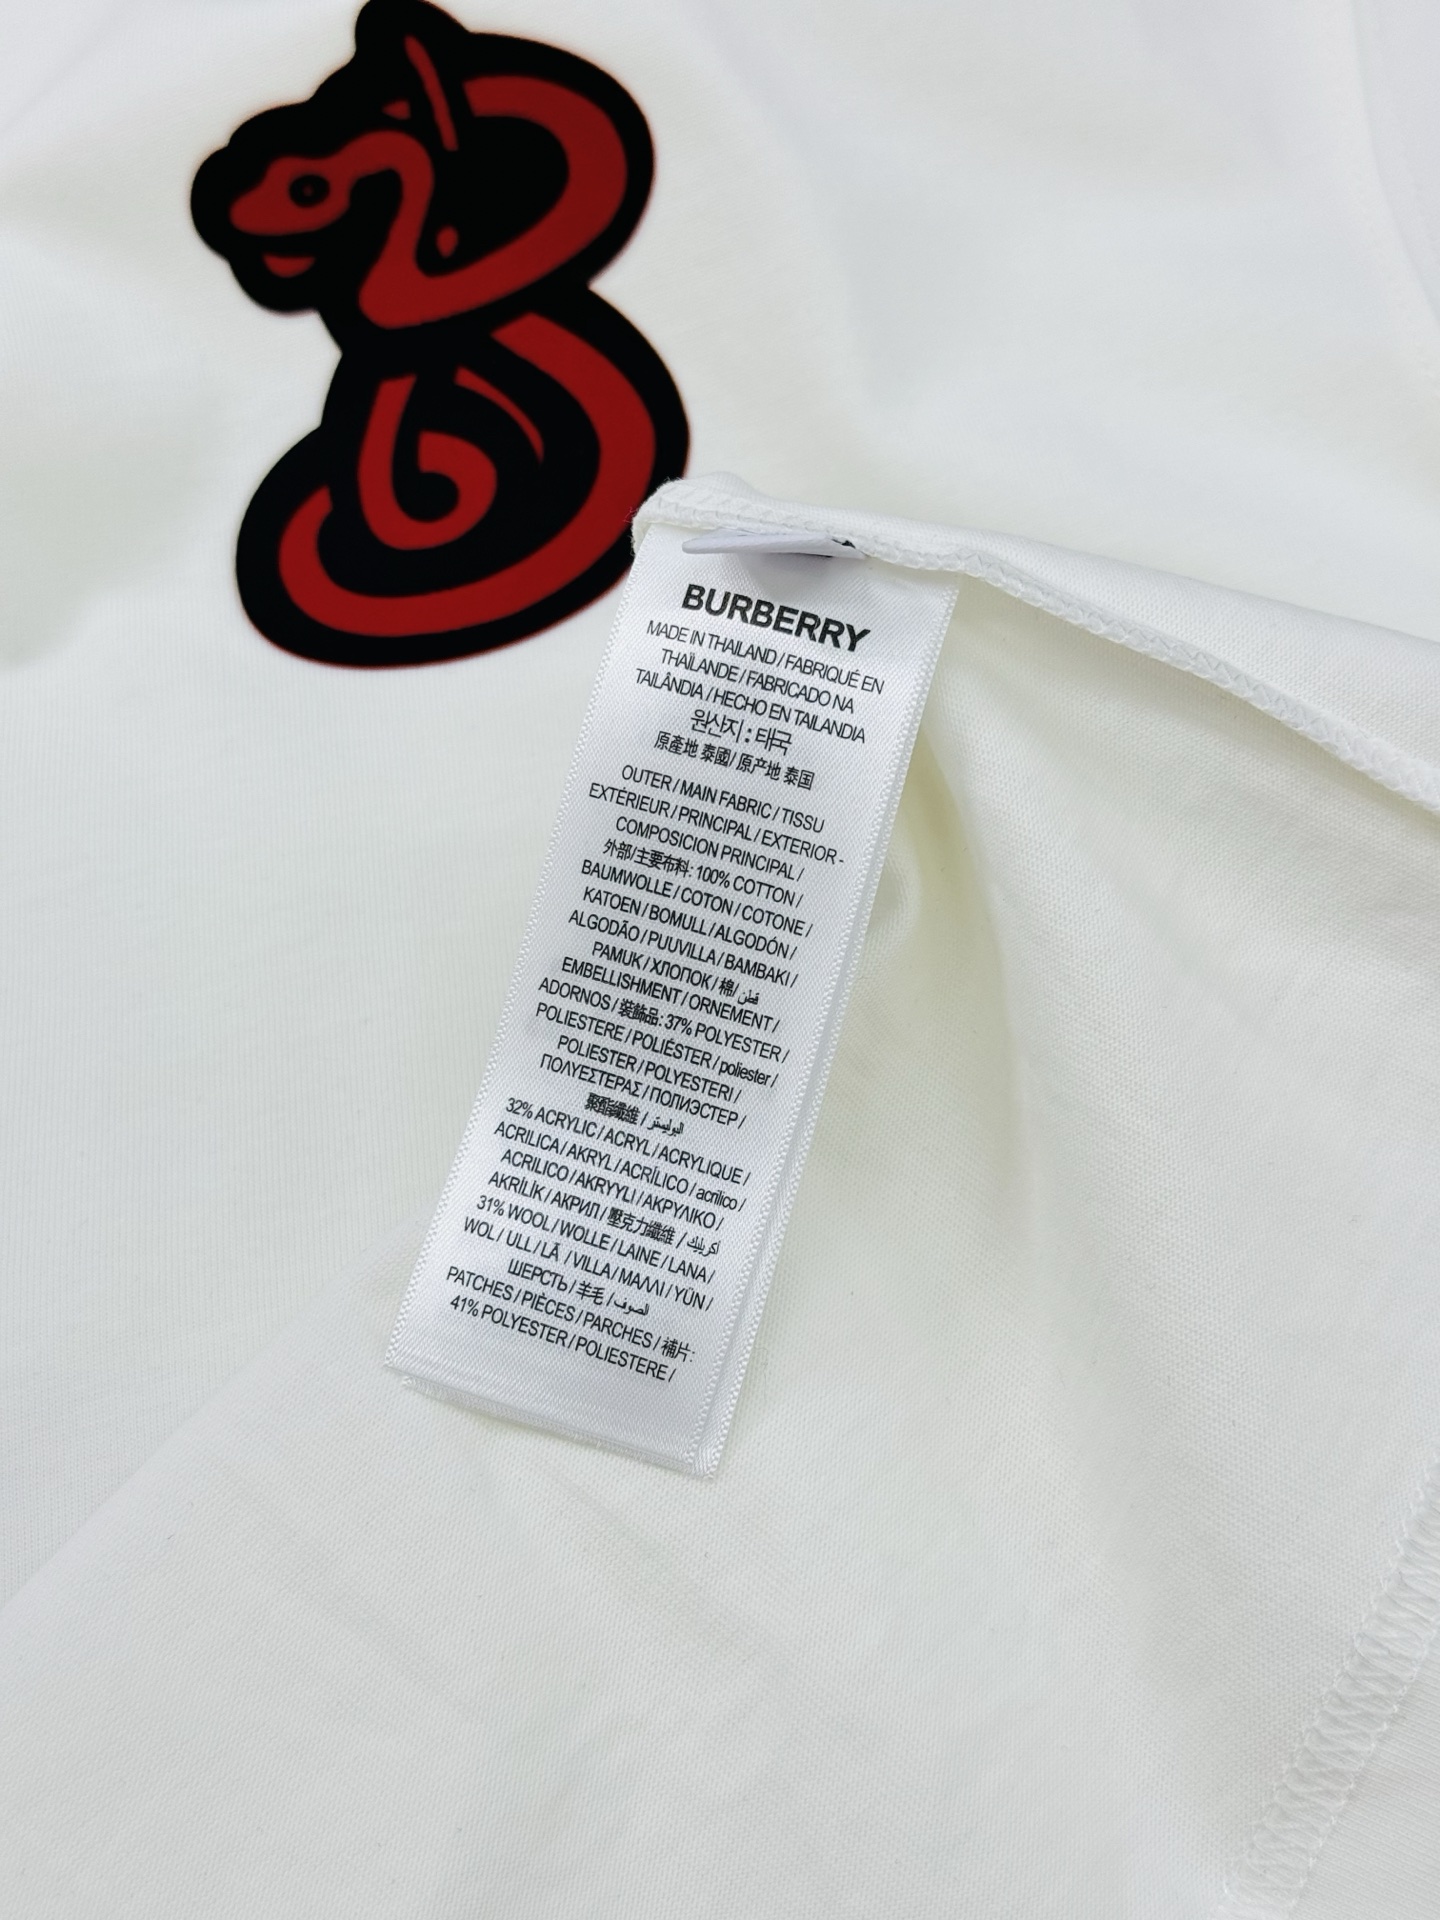 BURBERRY
MADE IN THAILAND / FABRIQUÉ EN
THAÏLANDE / FABRICADO NA
TAILÂNDIA / HECHO EN TAILANDIA
원산지 : 태국
原產地 泰國 / 原产地 泰国
OUTER / MAIN FABRIC / TISSU
EXTÉRIEUR / PRINCIPAL / EXTERIOR -
COMPOSICION PRINCIPAL /
外部/主要布料: 100% COTTON /
BAUMWOLLE / COTON / COTONE /
KATOEN / BOMULL / ALGODÓN /
ALGODÃO / PUUVILLA / BAMBAKI /
PAMUK / ХЛОПОК / 棉 / قطن
EMBELLISHMENT / ORNEMENT /
ADORNOS / 裝飾品: 37% POLYESTER /
POLIESTERE / POLIÉSTER / poliester /
POLIESTER / POLYESTERI /
ΠΟΛΥΕΣΤΕΡΑΣ / ПОЛИЭСТЕР /
聚酯纖維 / البوليستر
32% ACRYLIC / ACRYL / ACRYLIQUE /
ACRILICA / AKRYL / ACRÍLICO / acrílico /
ACRILICO / AKRYYLI / ΑΚΡΥΛΙΚΟ /
AKRİLİK / АКРИЛ / 壓克力纖維 / أكريليك
31% WOOL / WOLLE / LAINE / LANA /
WOL / ULL / LÃ / VILLA / ΜΑΛΛΙ / YÜN /
ШЕРСТЬ / 羊毛 / الصوف
PATCHES / PIÈCES / PARCHES / 補片:
41% POLYESTER / POLIESTERE /